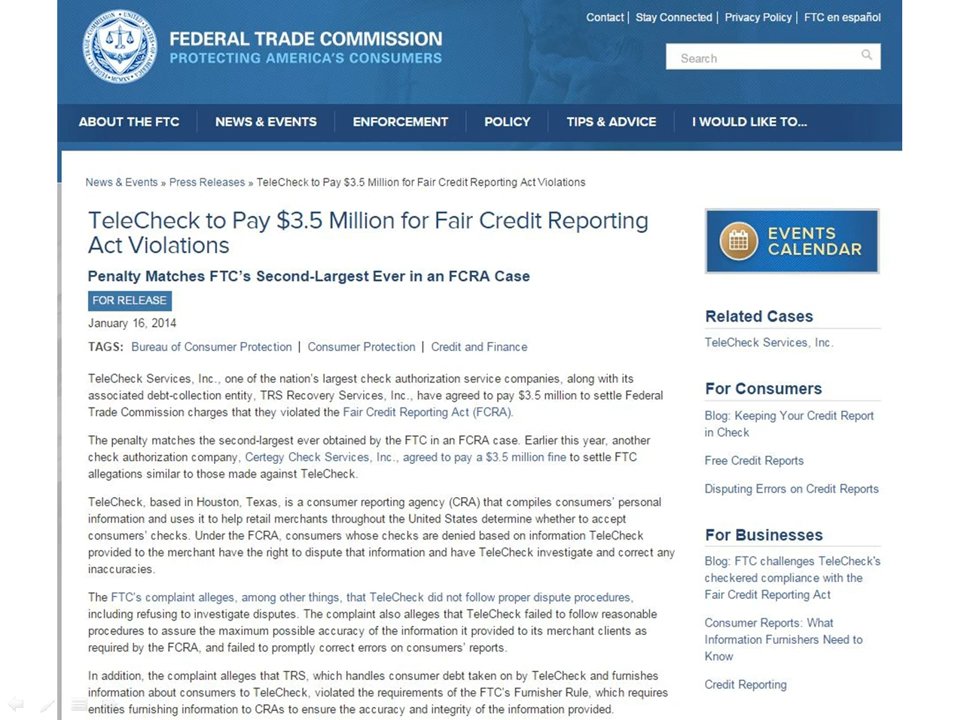 Contact | Stay Connected | Privacy Policy | FTC en español
FEDERAL TRADE COMMISSION
PROTECTING AMERICA'S CONSUMERS
Search
ABOUT THE FTC | NEWS & EVENTS | ENFORCEMENT | POLICY | TIPS & ADVICE | I WOULD LIKE TO...
News & Events » Press Releases » TeleCheck to Pay $3.5 Million for Fair Credit Reporting Act Violations
TeleCheck to Pay $3.5 Million for Fair Credit Reporting
Act Violations
Penalty Matches FTC's Second-Largest Ever in an FCRA Case
FOR RELEASE
January 16, 2014
TAGS: Bureau of Consumer Protection | Consumer Protection | Credit and Finance
TeleCheck Services, Inc., one of the nation's largest check authorization service companies, along with its
associated debt-collection entity, TRS Recovery Services, Inc., have agreed to pay $3.5 million to settle Federal
Trade Commission charges that they violated the Fair Credit Reporting Act (FCRA).
The penalty matches the second-largest ever obtained by the FTC in an FCRA case. Earlier this year, another
check authorization company, Certegy Check Services, Inc., agreed to pay a $3.5 million fine to settle FTC
allegations similar to those made against TeleCheck.
TeleCheck, based in Houston, Texas, is a consumer reporting agency (CRA) that compiles consumers' personal
information and uses it to help retail merchants throughout the United States determine whether to accept
consumers' checks. Under the FCRA, consumers whose checks are denied based on information TeleCheck
provided to the merchant have the right to dispute that information and have TeleCheck investigate and correct any
inaccuracies.
The FTC's complaint alleges, among other things, that TeleCheck did not follow proper dispute procedures,
including refusing to investigate disputes. The complaint also alleges that TeleCheck failed to follow reasonable
procedures to assure the maximum possible accuracy of the information it provided to its merchant clients as
required by the FCRA, and failed to promptly correct errors on consumers' reports.
In addition, the complaint alleges that TRS, which handles consumer debt taken on by TeleCheck and furnishes
information about consumers to TeleCheck, violated the requirements of the FTC's Furnisher Rule, which requires
entities furnishing information to CRAs to ensure the accuracy and integrity of the information provided.
EVENTS
CALENDAR
Related Cases
TeleCheck Services, Inc.
For Consumers
Blog: Keeping Your Credit Report
in Check
Free Credit Reports
Disputing Errors on Credit Reports
For Businesses
Blog: FTC challenges TeleCheck's
checkered compliance with the
Fair Credit Reporting Act
Consumer Reports: What
Information Furnishers Need to
Know
Credit Reporting